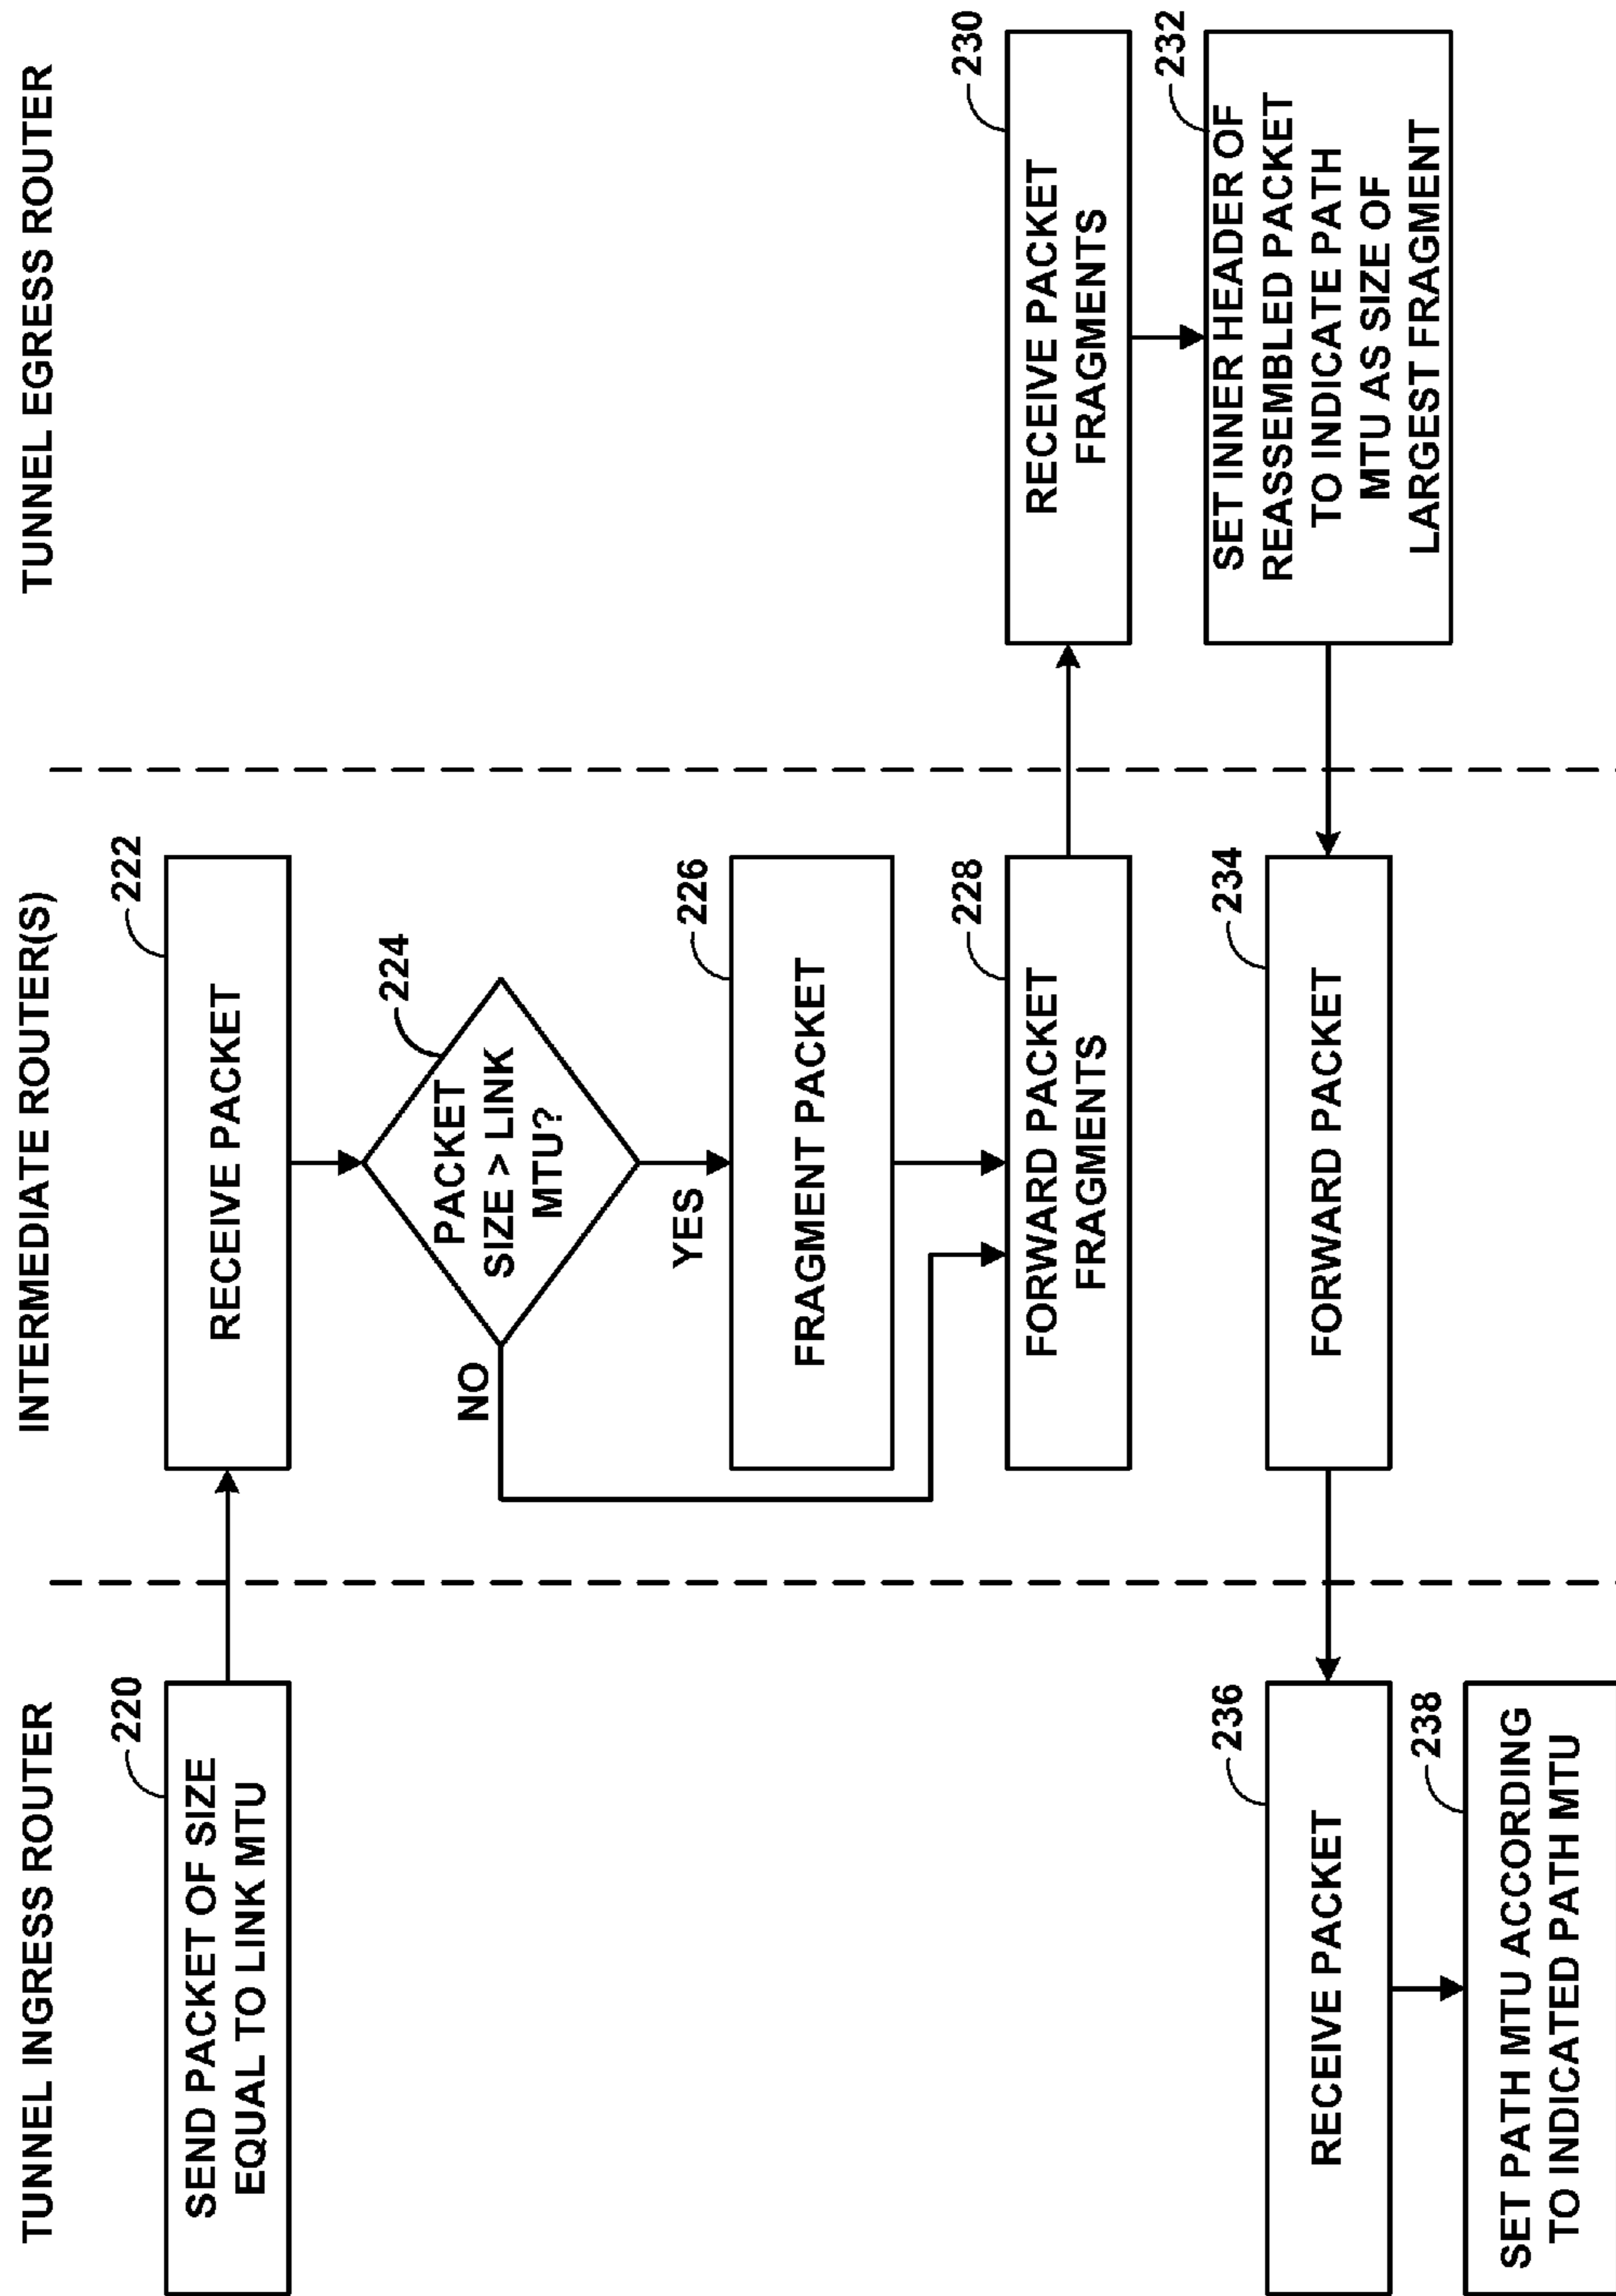 TUNNEL INGRESS ROUTER
INTERMEDIATE ROUTER(S)
TUNNEL EGRESS ROUTER
220
SEND PACKET OF SIZE
EQUAL TO LINK MTU
222
RECEIVE PACKET
224
PACKET
SIZE > LINK
MTU?
NO
YES
226
FRAGMENT PACKET
228
FORWARD PACKET
FRAGMENTS
230
RECEIVE PACKET
FRAGMENTS
232
SET INNER HEADER OF
REASSEMBLED PACKET
TO INDICATE PATH
MTU AS SIZE OF
LARGEST FRAGMENT
234
FORWARD PACKET
236
RECEIVE PACKET
238
SET PATH MTU ACCORDING
TO INDICATED PATH MTU